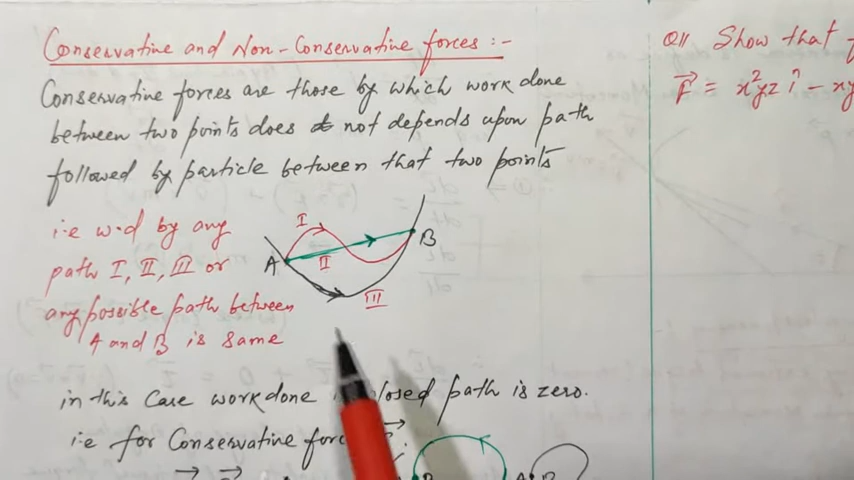 Conservative and Non-Conservative forces :-
Conservative forces are those by which work done
between two points does not depends upon path
followed by particle between that two points
i.e w.d by any
path I, II, III or
any possible path between
A and B is same
I
II
III
A
B
in this Case workdone closed path is zero.
i.e for Conservative
A B
A B
Q11 Show that
F = x²yz î - xy